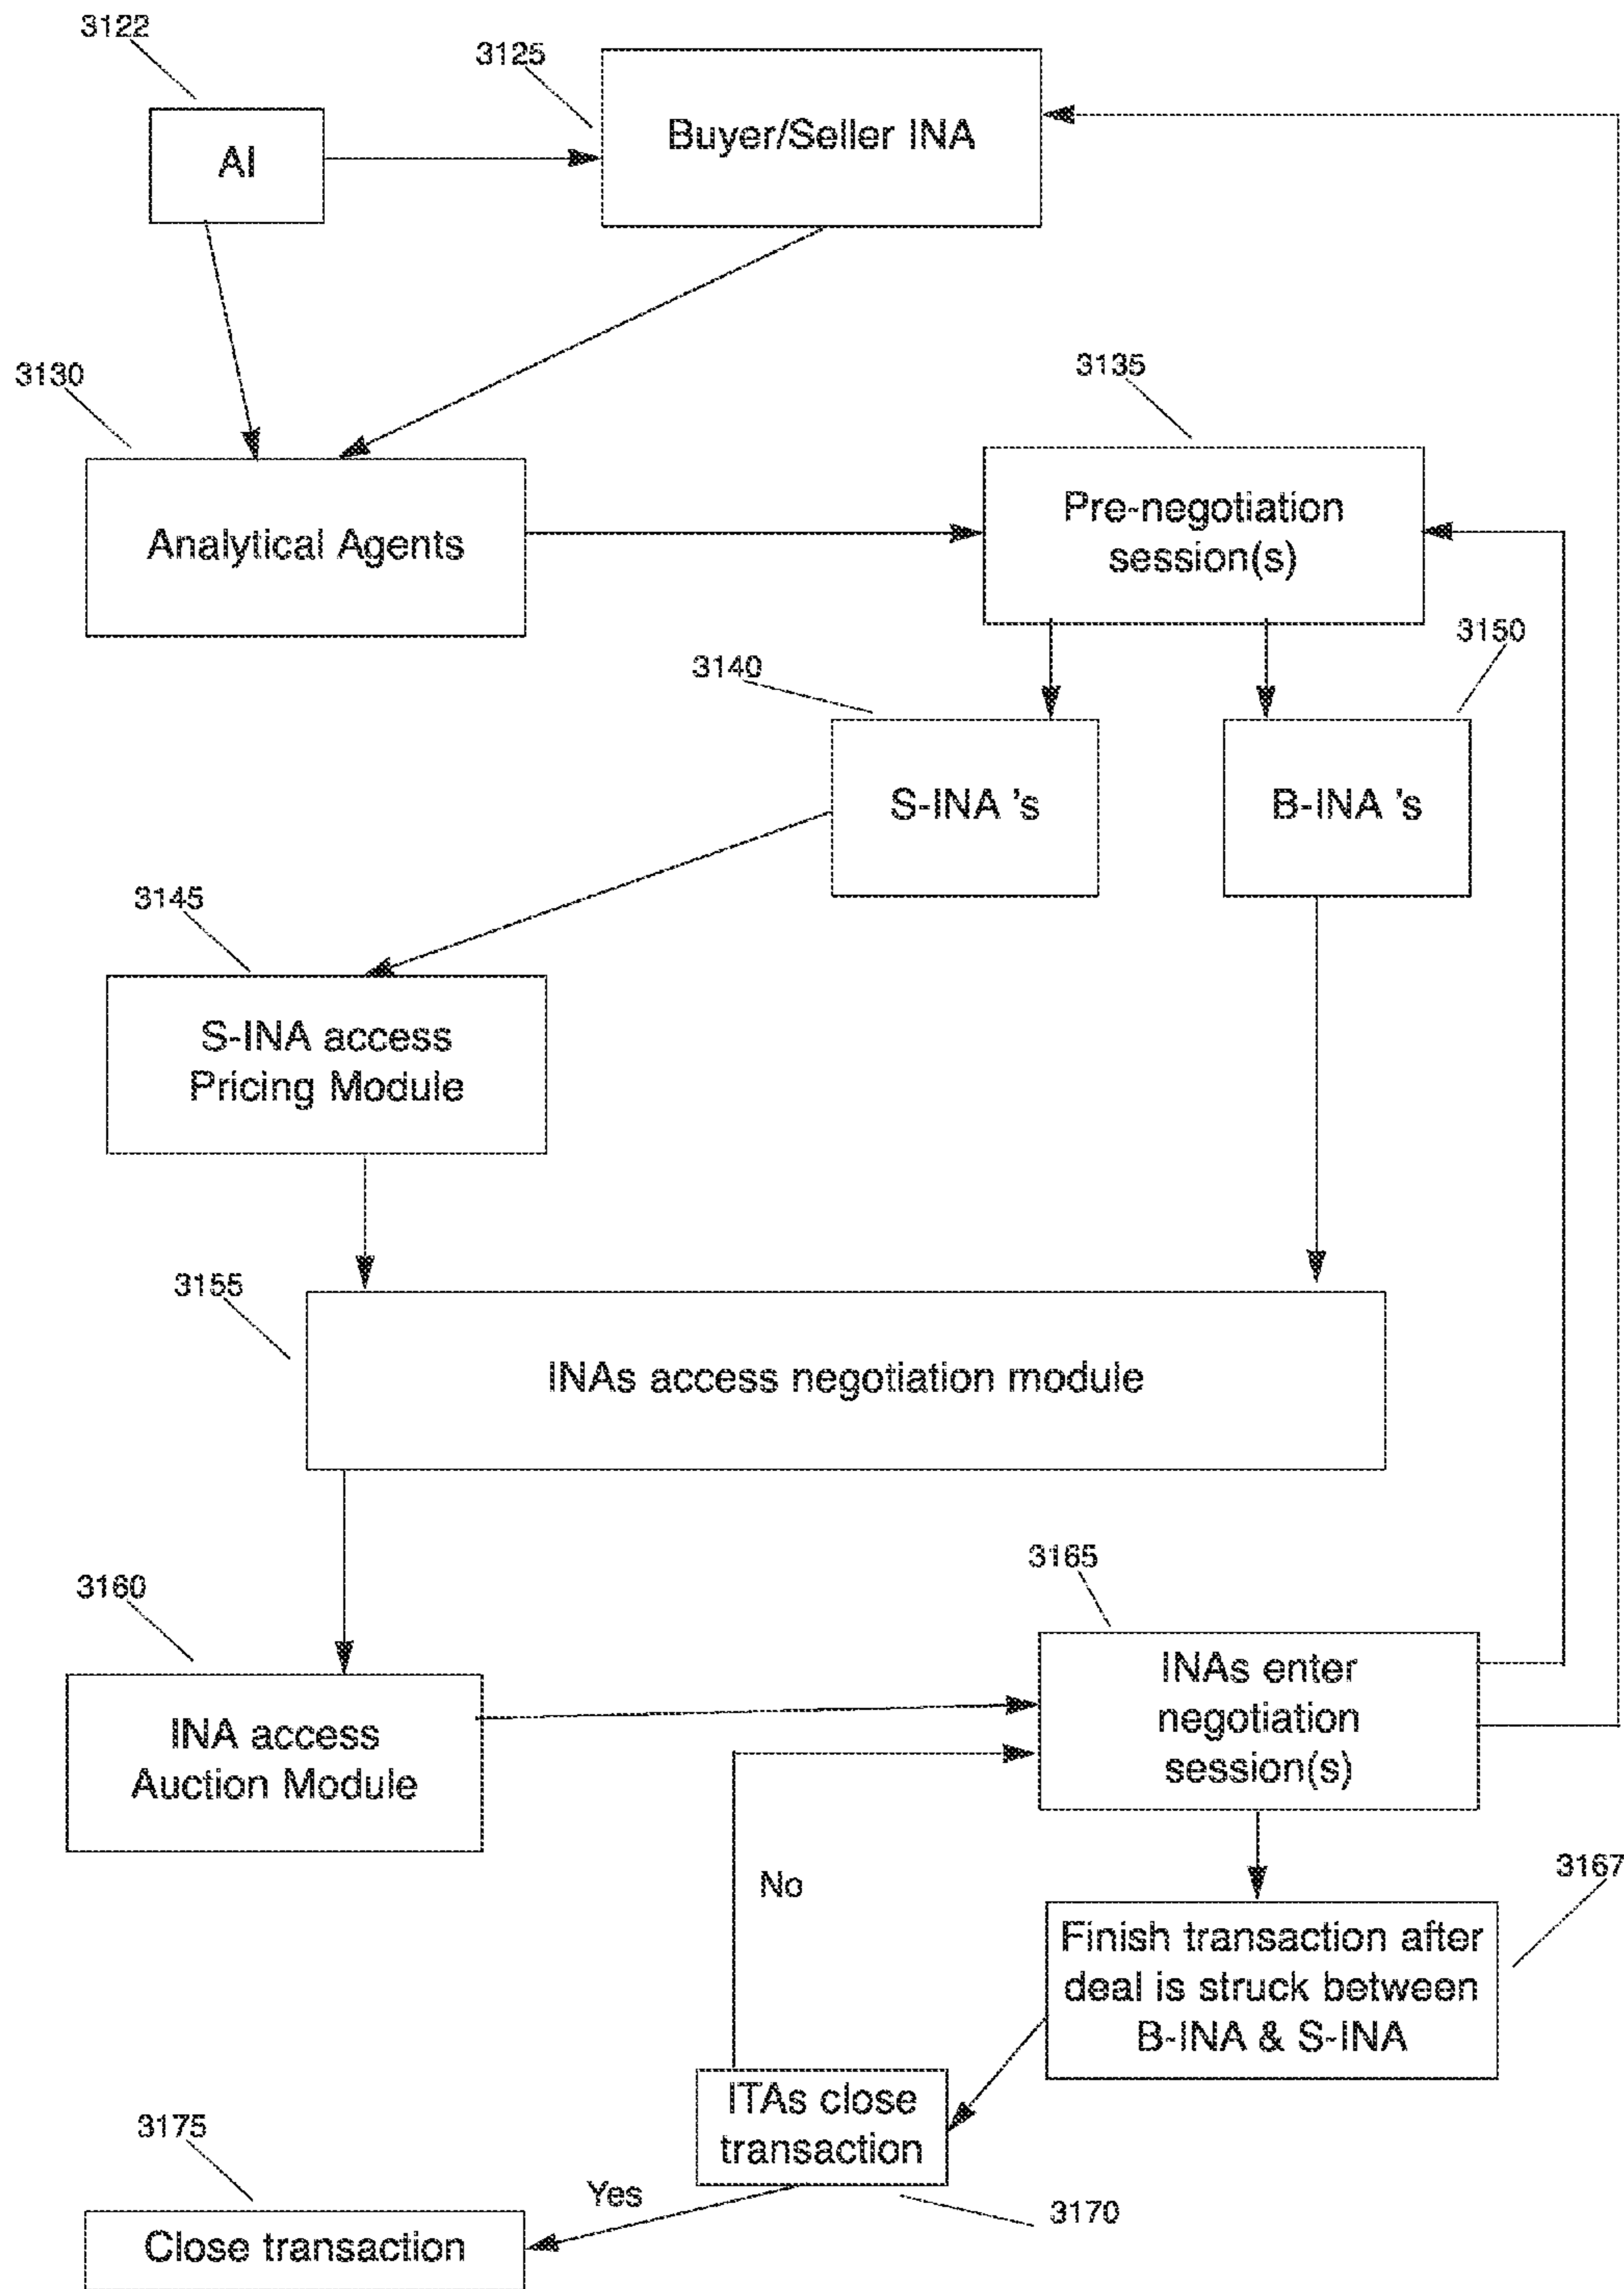 3122
3125
AI
Buyer/Seller INA
3130
3135
Analytical Agents
Pre-negotiation
session(s)
3140
3150
S-INA 's
B-INA 's
3145
S-INA access
Pricing Module
3155
INAs access negotiation module
3160
3165
INA access
Auction Module
INAs enter
negotiation
session(s)
No
3167
Finish transaction after
deal is struck between
B-INA & S-INA
ITAs close
transaction
3170
3175
Yes
Close transaction